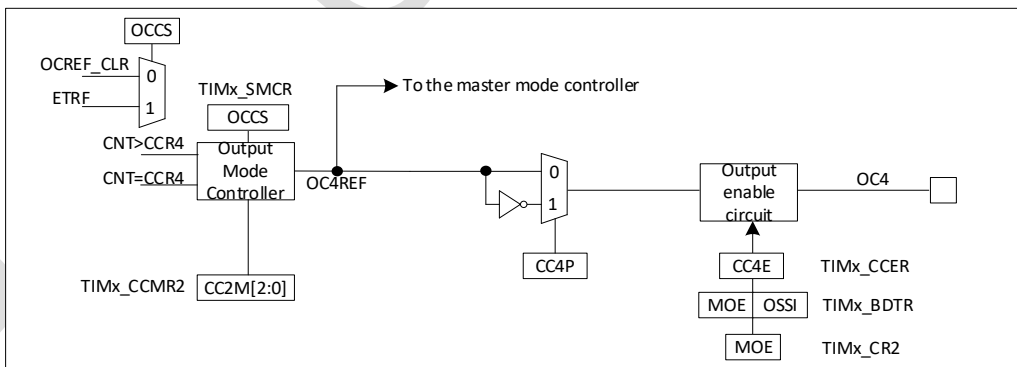 OCCS
OCREF_CLR
0
ETRF
1
To the master mode controller
TIMx_SMCR
OCCS
CNT>CCR4
CNT=CCR4
Output
Mode
Controller
OC4REF
0
1
Output
enable
circuit
OC4
CC4P
CC4E
TIMx_CCER
TIMx_CCMR2
CC2M[2:0]
MOE
OSSI
TIMx_BDTR
MOE
TIMx_CR2